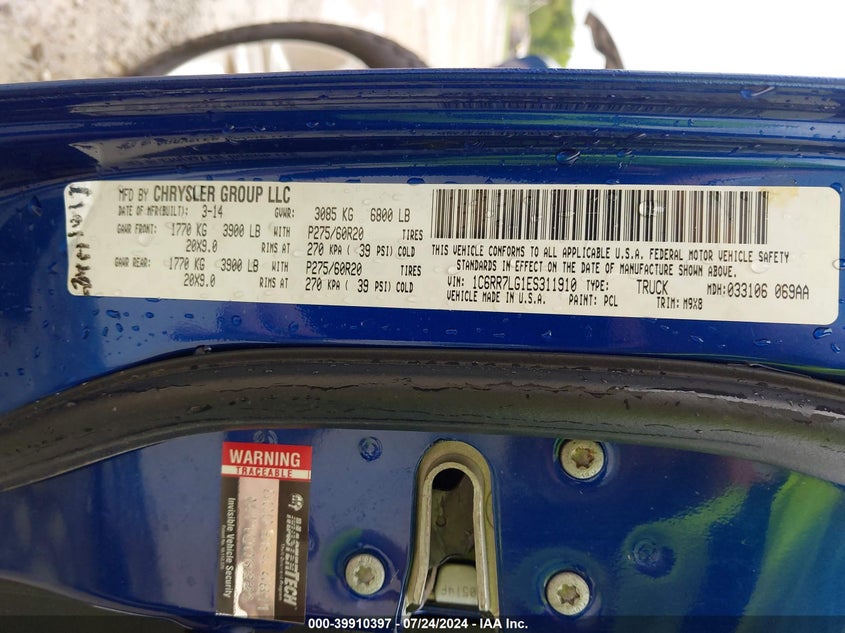 MFD BY CHRYSLER GROUP LLC
DATE OF MFR(BUILT): 3-14 GVWR: 3085 KG 6800 LB
GAWR FRONT: 1770 KG 3900 LB WITH P275/60R20 TIRES
20X9.0 RIMS AT 270 KPA ( 39 PSI) COLD
GAWR REAR: 1770 KG 3900 LB WITH P275/60R20 TIRES
20X9.0 RIMS AT 270 KPA ( 39 PSI) COLD
THIS VEHICLE CONFORMS TO ALL APPLICABLE U.S.A. FEDERAL MOTOR VEHICLE SAFETY
STANDARDS IN EFFECT ON THE DATE OF MANUFACTURE SHOWN ABOVE.
VIN: 1C6RR7LG1ES311910 TYPE: TRUCK MDH: 033106 069AA
VEHICLE MADE IN U.S.A. PAINT: PCL TRIM: M9X8
WARNING
TRACEABLE
MASTERTECH
Invisible Vehicle Security
000-39910397 - 07/24/2024 - IAA Inc.